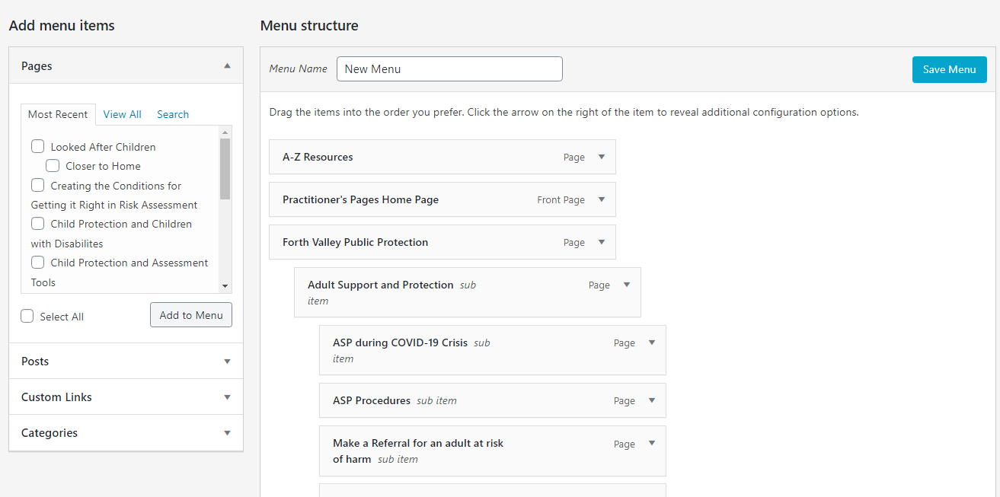 Add menu items
Pages
Most Recent
View All
Search
Looked After Children
Closer to Home
Creating the Conditions for
Getting it Right in Risk Assessment
Child Protection and Children
with Disabilites
Child Protection and Assessment
Tools
Select All
Add to Menu
Posts
Custom Links
Categories
Menu structure
Menu Name
New Menu
Save Menu
Drag the items into the order you prefer. Click the arrow on the right of the item to reveal additional configuration options.
A-Z Resources Page
Practitioner's Pages Home Page Front Page
Forth Valley Public Protection Page
Adult Support and Protection sub Page
item
ASP during COVID-19 Crisis sub Page
item
ASP Procedures sub item Page
Make a Referral for an adult at risk Page
of harm sub item